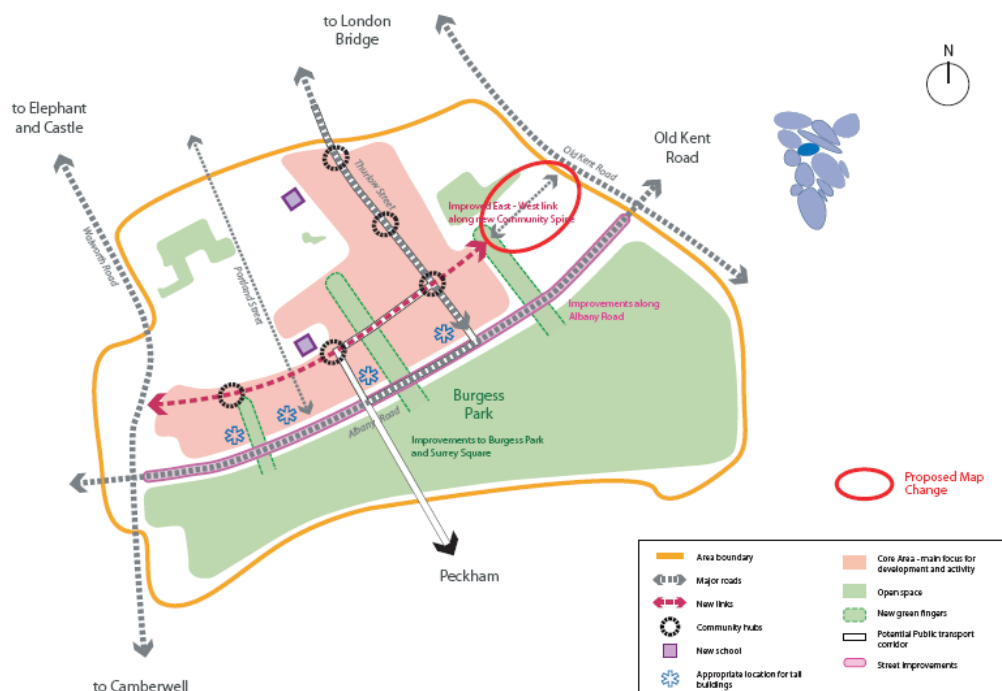 to London
Bridge
N
to Elephant
and Castle
Old Kent
Road
Old Kent Road
Thurlow Street
Improved East - West link
along new Community Spine
Walworth Road
Portland Street
Improvements along
Albany Road
Burgess
Park
Albany Road
Improvements to Burgess Park
and Surrey Square
Proposed Map
Change
Peckham
to Camberwell
Area boundary
Major roads
New links
Community hubs
New school
Appropriate location for tall
buildings
Core Area - main focus for
development and activity
Open space
New green fingers
Potential Public transport
corridor
Street Improvements